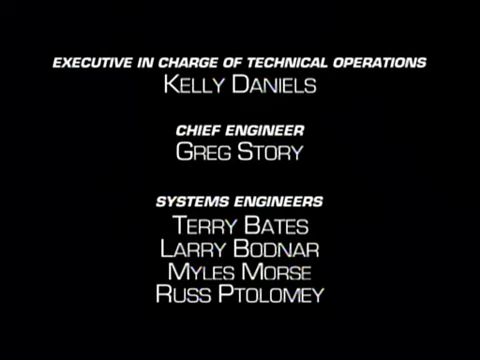 EXECUTIVE IN CHARGE OF TECHNICAL OPERATIONS
KELLY DANIELS
CHIEF ENGINEER
GREG STORY
SYSTEMS ENGINEERS
TERRY BATES
LARRY BODNAR
MYLES MORSE
RUSS PTOLOMEY